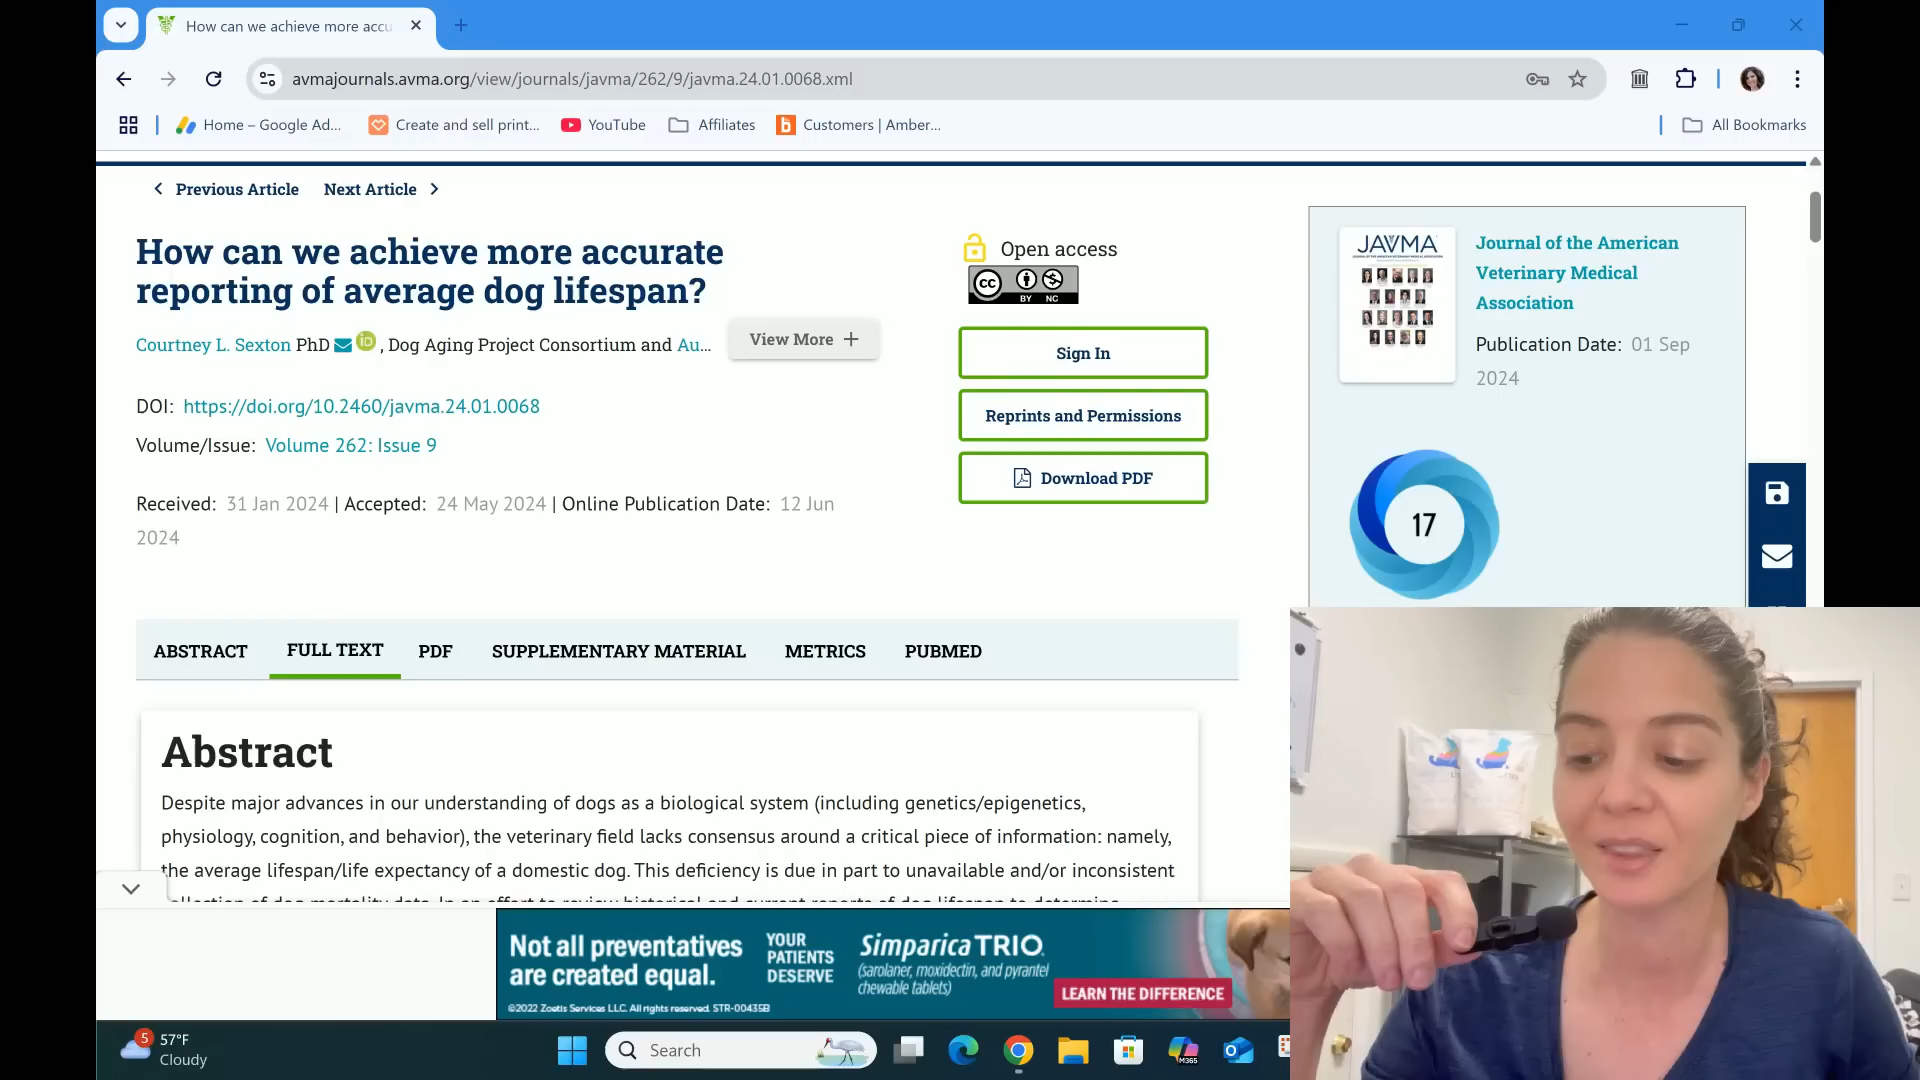 How can we achieve more accu
avmajournals.avma.org/view/journals/javma/262/9/javma.24.01.0068.xml
Home – Google Ad...
Create and sell print...
YouTube
Affiliates
Customers | Amber...
All Bookmarks
Previous Article
Next Article
How can we achieve more accurate
reporting of average dog lifespan?
Courtney L. Sexton PhD iD , Dog Aging Project Consortium and Au...
View More +
DOI: https://doi.org/10.2460/javma.24.01.0068
Volume/Issue: Volume 262: Issue 9
Received: 31 Jan 2024 | Accepted: 24 May 2024 | Online Publication Date: 12 Jun
2024
Open access
cc
BY NC
Sign In
Reprints and Permissions
Download PDF
JAVMA
Journal of the American
Veterinary Medical
Association
Publication Date: 01 Sep
2024
17
ABSTRACT
FULL TEXT
PDF
SUPPLEMENTARY MATERIAL
METRICS
PUBMED
Abstract
Despite major advances in our understanding of dogs as a biological system (including genetics/epigenetics,
physiology, cognition, and behavior), the veterinary field lacks consensus around a critical piece of information: namely,
the average lifespan/life expectancy of a domestic dog. This deficiency is due in part to unavailable and/or inconsistent
Not all preventatives
are created equal.
YOUR
PATIENTS
DESERVE
Simparica TRIO
(sarolaner, moxidectin, and pyrantel
chewable tablets)
LEARN THE DIFFERENCE
©2022 Zoetis Services LLC. All rights reserved. STR-00435B
5
57°F
Cloudy
Search
M365